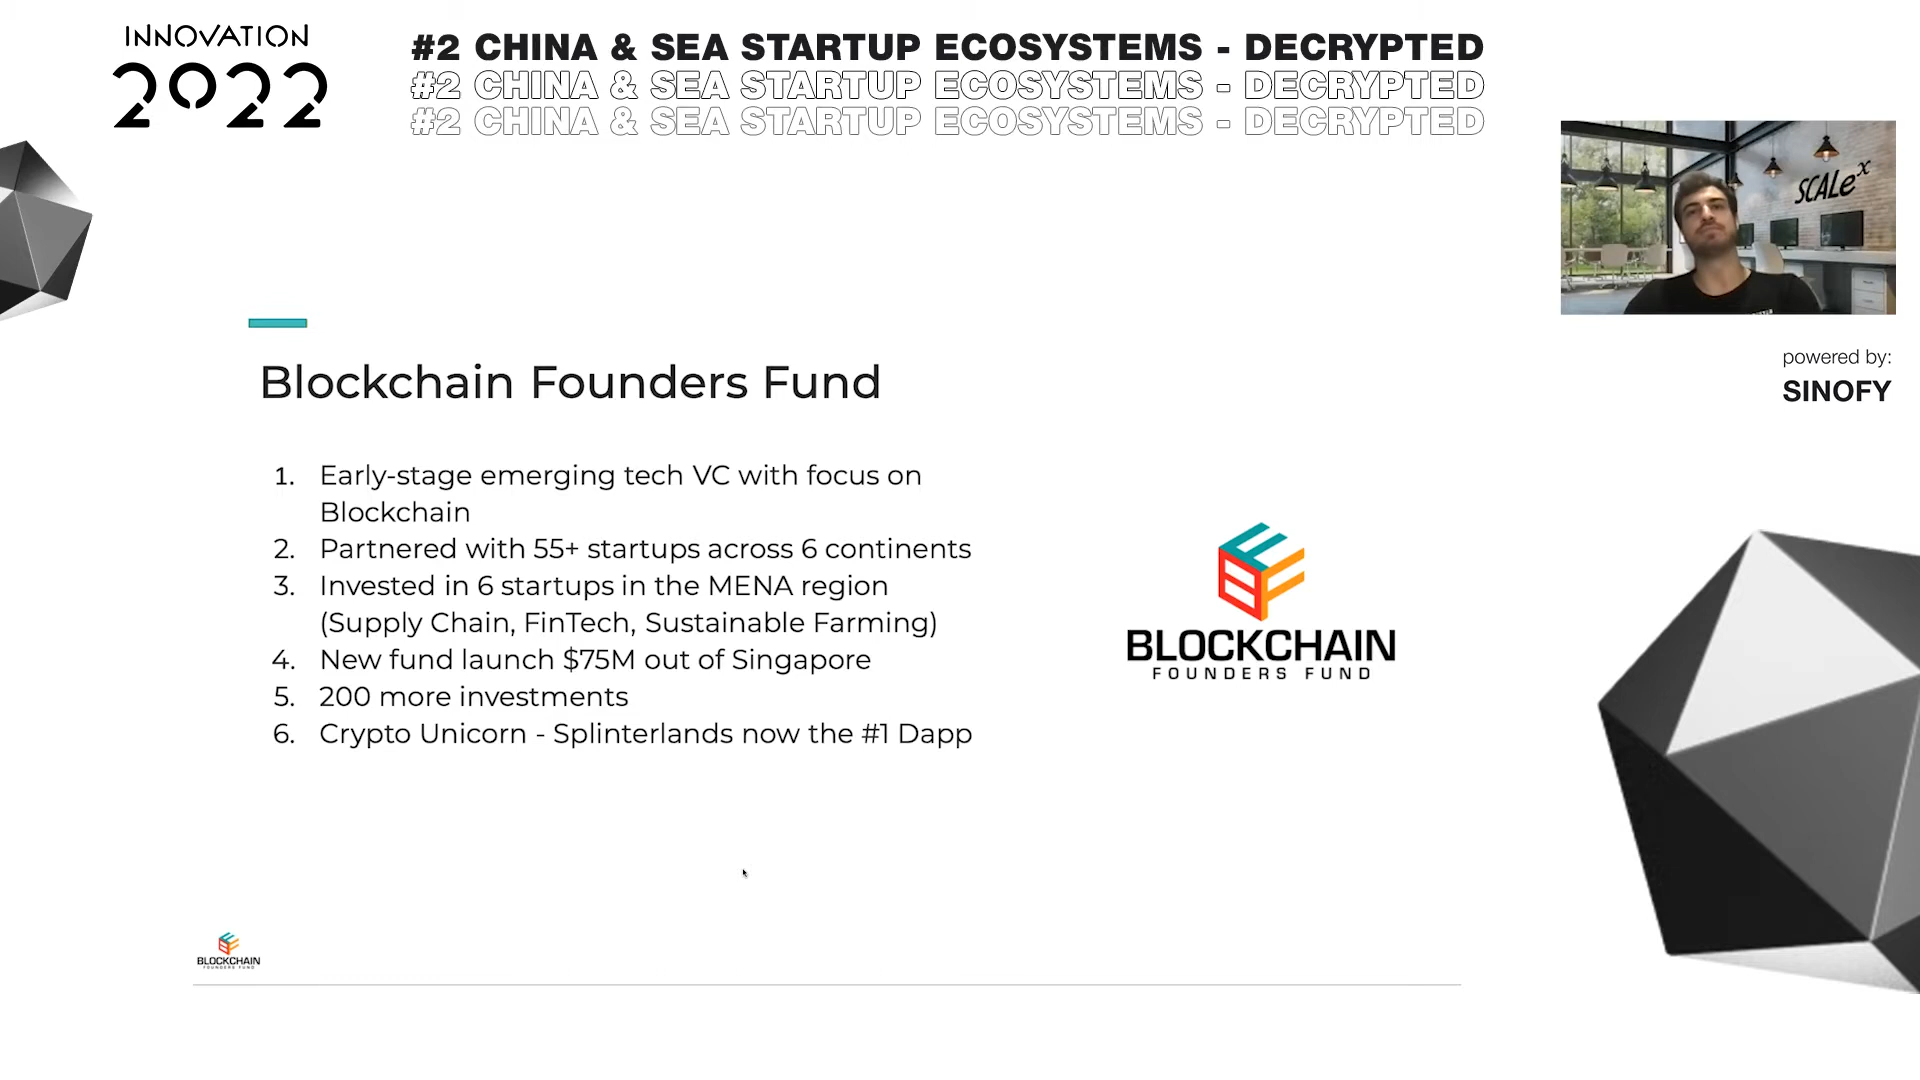 INNOVATION
2022
#2 CHINA & SEA STARTUP ECOSYSTEMS - DECRYPTED
#2 CHINA & SEA STARTUP ECOSYSTEMS - DECRYPTED
#2 CHINA & SEA STARTUP ECOSYSTEMS - DECRYPTED
SCALeX
powered by:
SINOFY
Blockchain Founders Fund
1. Early-stage emerging tech VC with focus on
Blockchain
2. Partnered with 55+ startups across 6 continents
3. Invested in 6 startups in the MENA region
(Supply Chain, FinTech, Sustainable Farming)
4. New fund launch $75M out of Singapore
5. 200 more investments
6. Crypto Unicorn - Splinterlands now the #1 Dapp
BFF
BLOCKCHAIN
FOUNDERS FUND
BLOCKCHAIN
FOUNDERS FUND